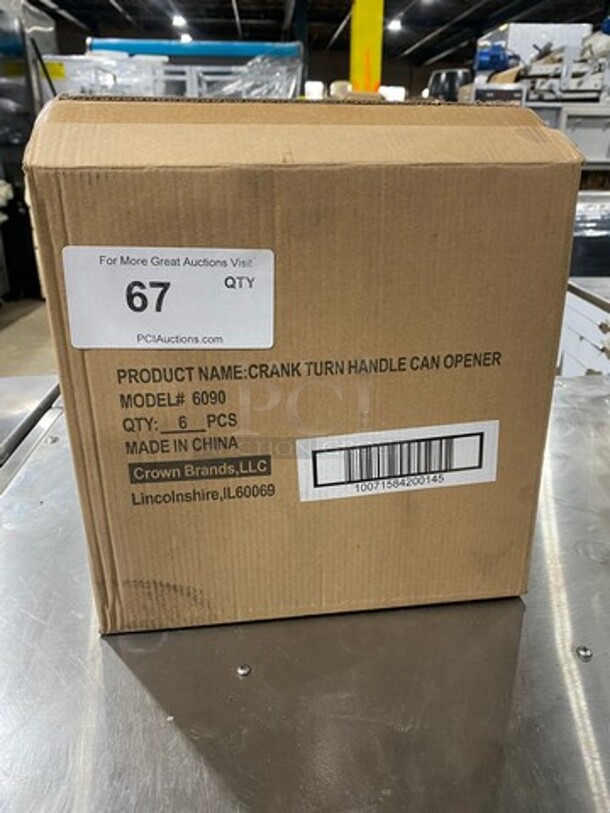 For More Great Auctions Visit
67 QTY
PCIAuctions.com
PRODUCT NAME:CRANK TURN HANDLE CAN OPENER
MODEL# 6090
QTY: 6 PCS
MADE IN CHINA
Crown Brands,LLC
Lincolnshire,IL60069
10071584200145
PCI